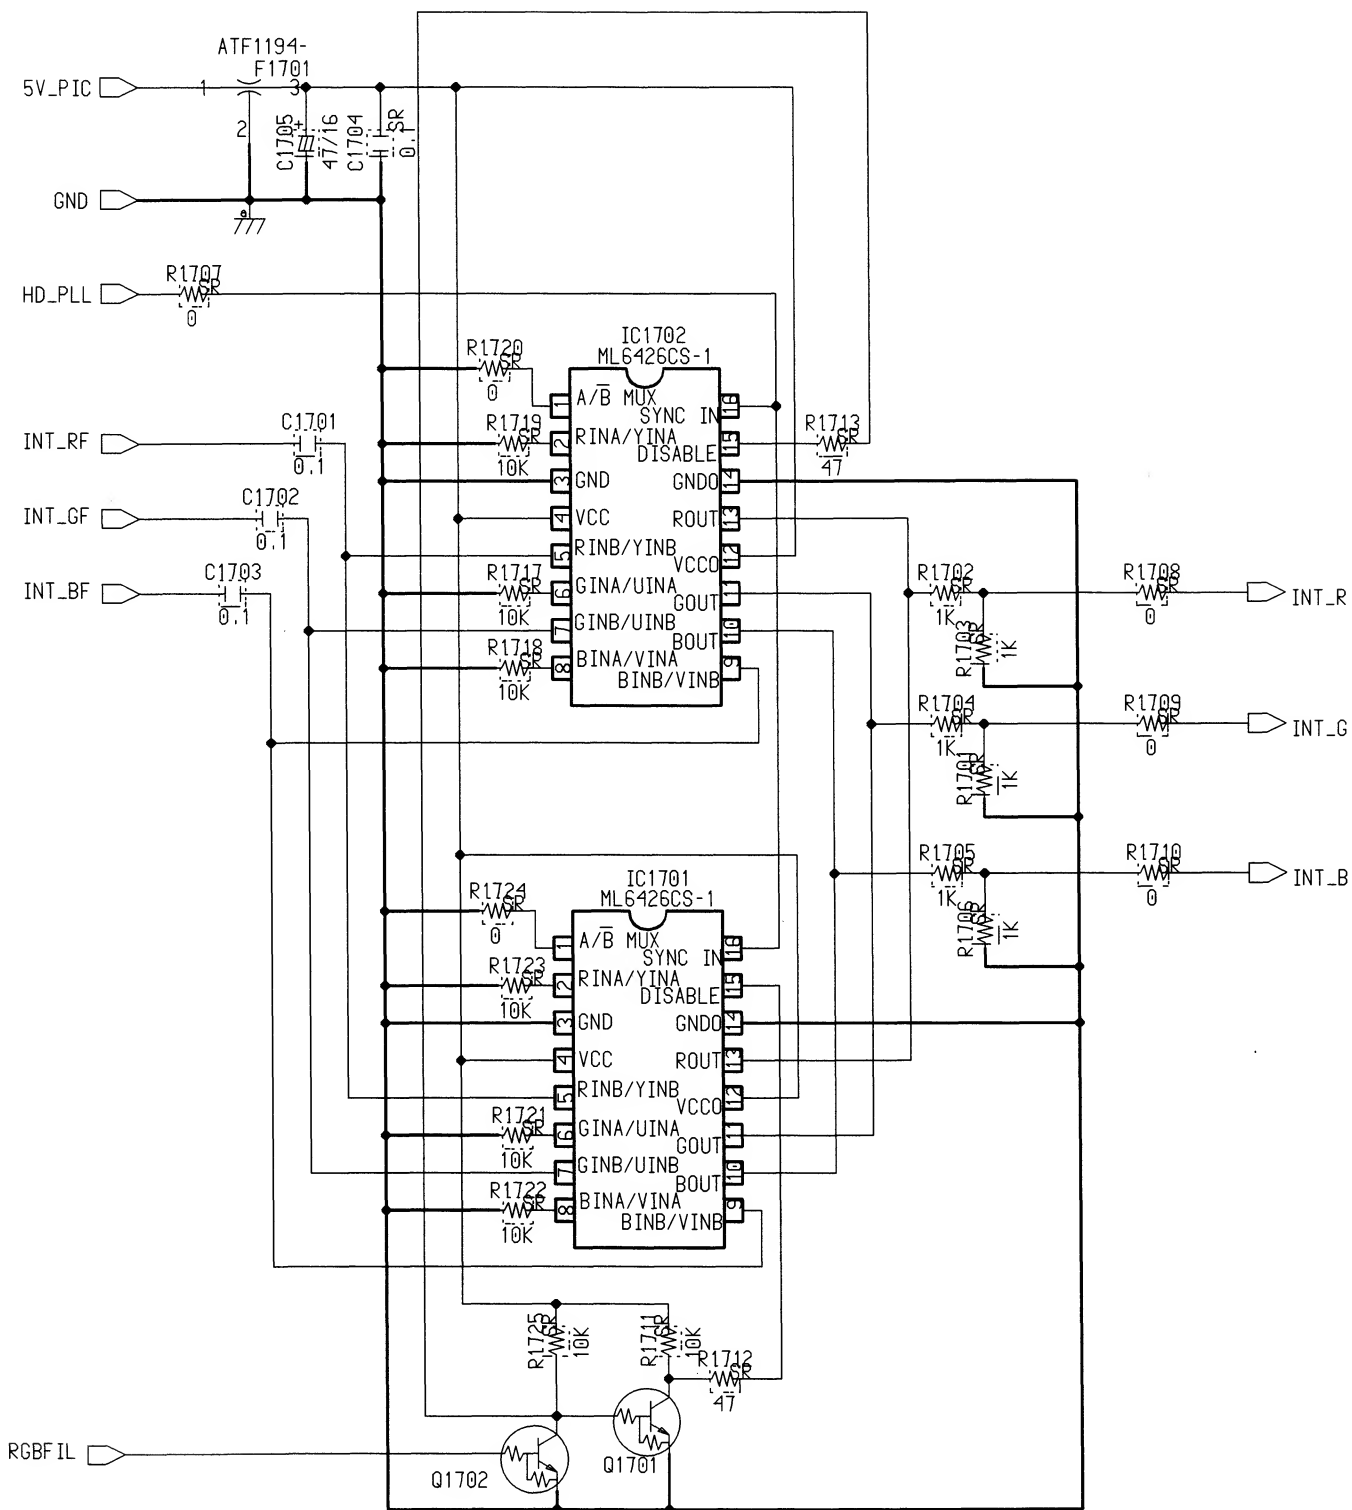 ATF1194-
F1701
5V_PIC
1
3
2
C1705
+
47/16
C1704
SR
0.1
GND
a
R1707
SR
HD_PLL
0
IC1702
ML6426CS-1
R1720
SR
0
1
A/B MUX
SYNC IN
16
C1701
INT_RF
0.1
R1719
SR
10K
2
RINA/YINA
DISABLE
15
R1713
SR
47
3
GND
GND0
14
C1702
INT_GF
0.1
4
VCC
ROUT
13
5
RINB/YINB
VCCO
12
C1703
INT_BF
0.1
R1717
SR
10K
6
GINA/UINA
GOUT
11
R1702
SR
1K
R1708
SR
0
INT_R
7
GINB/UINB
BOUT
10
R1703
SR
1K
R1718
SR
10K
8
BINA/VINA
BINB/VINB
9
R1704
SR
1K
R1709
SR
0
INT_G
R1701
SR
1K
IC1701
ML6426CS-1
R1705
SR
1K
R1710
SR
0
INT_B
R1706
SR
1K
R1724
SR
0
1
A/B MUX
SYNC IN
16
R1723
SR
10K
2
RINA/YINA
DISABLE
15
3
GND
GND0
14
4
VCC
ROUT
13
5
RINB/YINB
VCCO
12
R1721
SR
10K
6
GINA/UINA
GOUT
11
7
GINB/UINB
BOUT
10
R1722
SR
10K
8
BINA/VINA
BINB/VINB
9
R1725
SR
10K
R1711
SR
10K
R1712
SR
47
RGBFIL
Q1702
Q1701